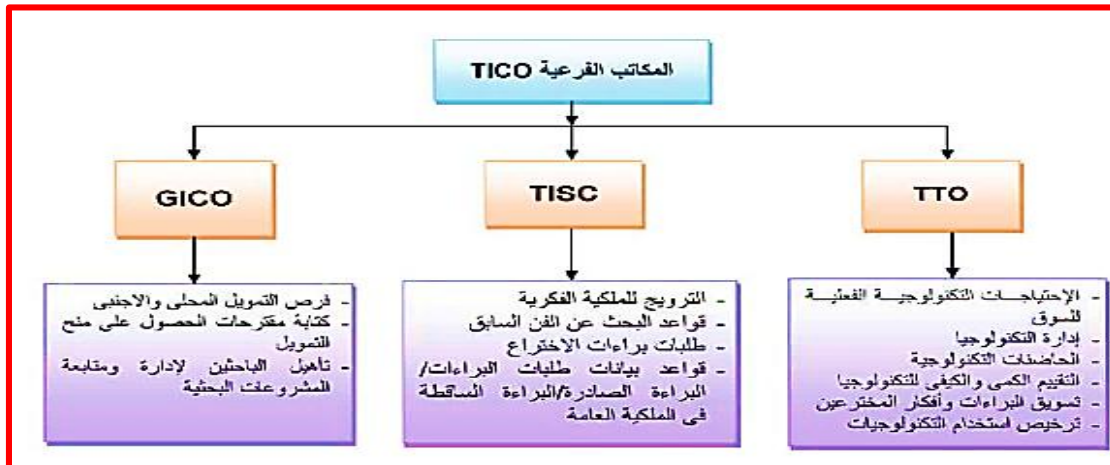 المكاتب الفرعية TICO
GICO
TISC
TTO
- فرص التمويل المحلى والاجنبى
- كتابة مقترحات الحصول على منح
التمويل
- تأهيل الباحثين لإدارة ومتابعة
المشروعات البحثية
- الترويج للملكية الفكرية
- قواعد البحث عن الفن السابق
- طلبات براءات الاختراع
- قواعد بيانات طلبات البراءات/
البراءة الصادرة/البراءة الساقطة
فى الملكية العامة
- الإحتياجات التكنولوجية الفعلية
للسوق
- إدارة التكنولوجيا
- الحاضنات التكنولوجية
- التقييم الكمى والكيفى للتكنولوجيا
- تسويق البراءات وأفكار المخترعين
- ترخيص استخدام التكنولوجيات